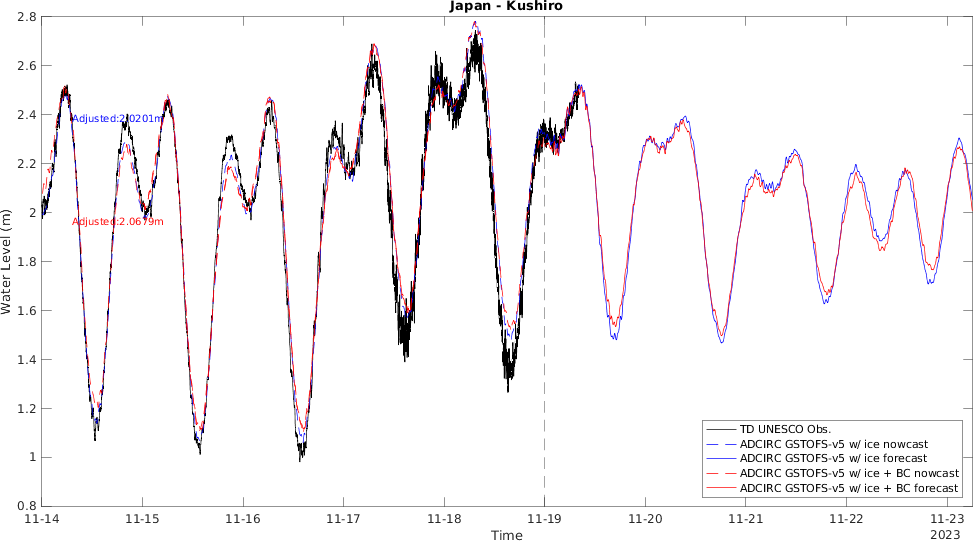 Japan - Kushiro
2.8
2.6
2.4
2.2
2
1.8
1.6
1.4
1.2
1
0.8
Water Level (m)
Adjusted:2.0201m
Adjusted:2.0679m
TD UNESCO Obs.
ADCIRC GSTOFS-v5 w/ ice nowcast
ADCIRC GSTOFS-v5 w/ ice forecast
ADCIRC GSTOFS-v5 w/ ice + BC nowcast
ADCIRC GSTOFS-v5 w/ ice + BC forecast
11-14 11-15 11-16 11-17 11-18 11-19 11-20 11-21 11-22 11-23
Time 2023